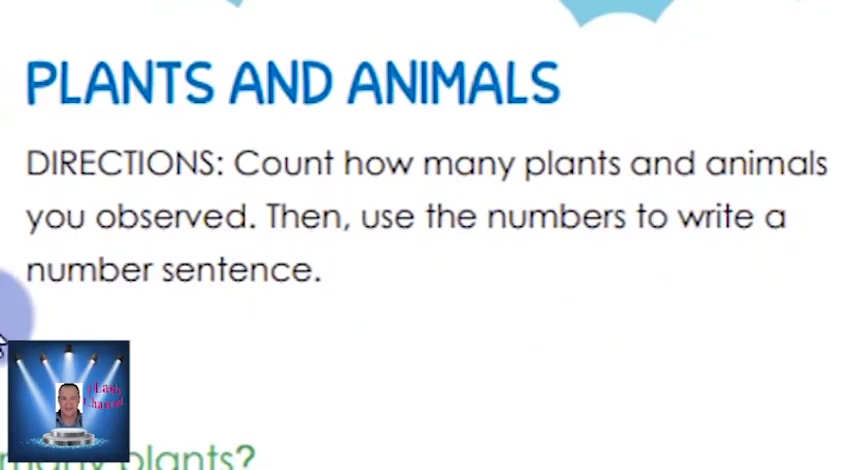 PLANTS AND ANIMALS
DIRECTIONS: Count how many plants and animals
you observed. Then, use the numbers to write a
number sentence.
many plants?